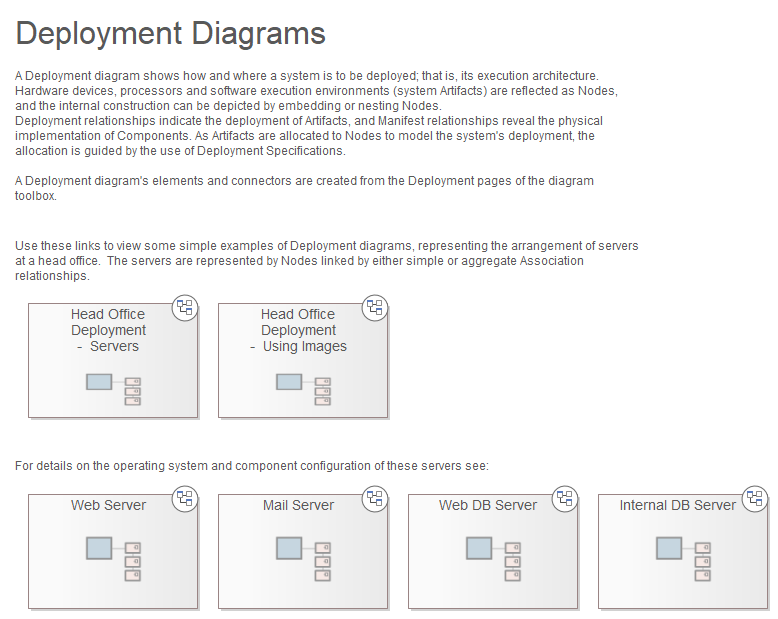 Deployment Diagrams
A Deployment diagram shows how and where a system is to be deployed; that is, its execution architecture.
Hardware devices, processors and software execution environments (system Artifacts) are reflected as Nodes,
and the internal construction can be depicted by embedding or nesting Nodes.
Deployment relationships indicate the deployment of Artifacts, and Manifest relationships reveal the physical
implementation of Components. As Artifacts are allocated to Nodes to model the system's deployment, the
allocation is guided by the use of Deployment Specifications.
A Deployment diagram's elements and connectors are created from the Deployment pages of the diagram
toolbox.
Use these links to view some simple examples of Deployment diagrams, representing the arrangement of servers
at a head office.  The servers are represented by Nodes linked by either simple or aggregate Association
relationships.
Head Office
Deployment
-  Servers
Head Office
Deployment
-  Using Images
For details on the operating system and component configuration of these servers see:
Web Server
Mail Server
Web DB Server
Internal DB Server